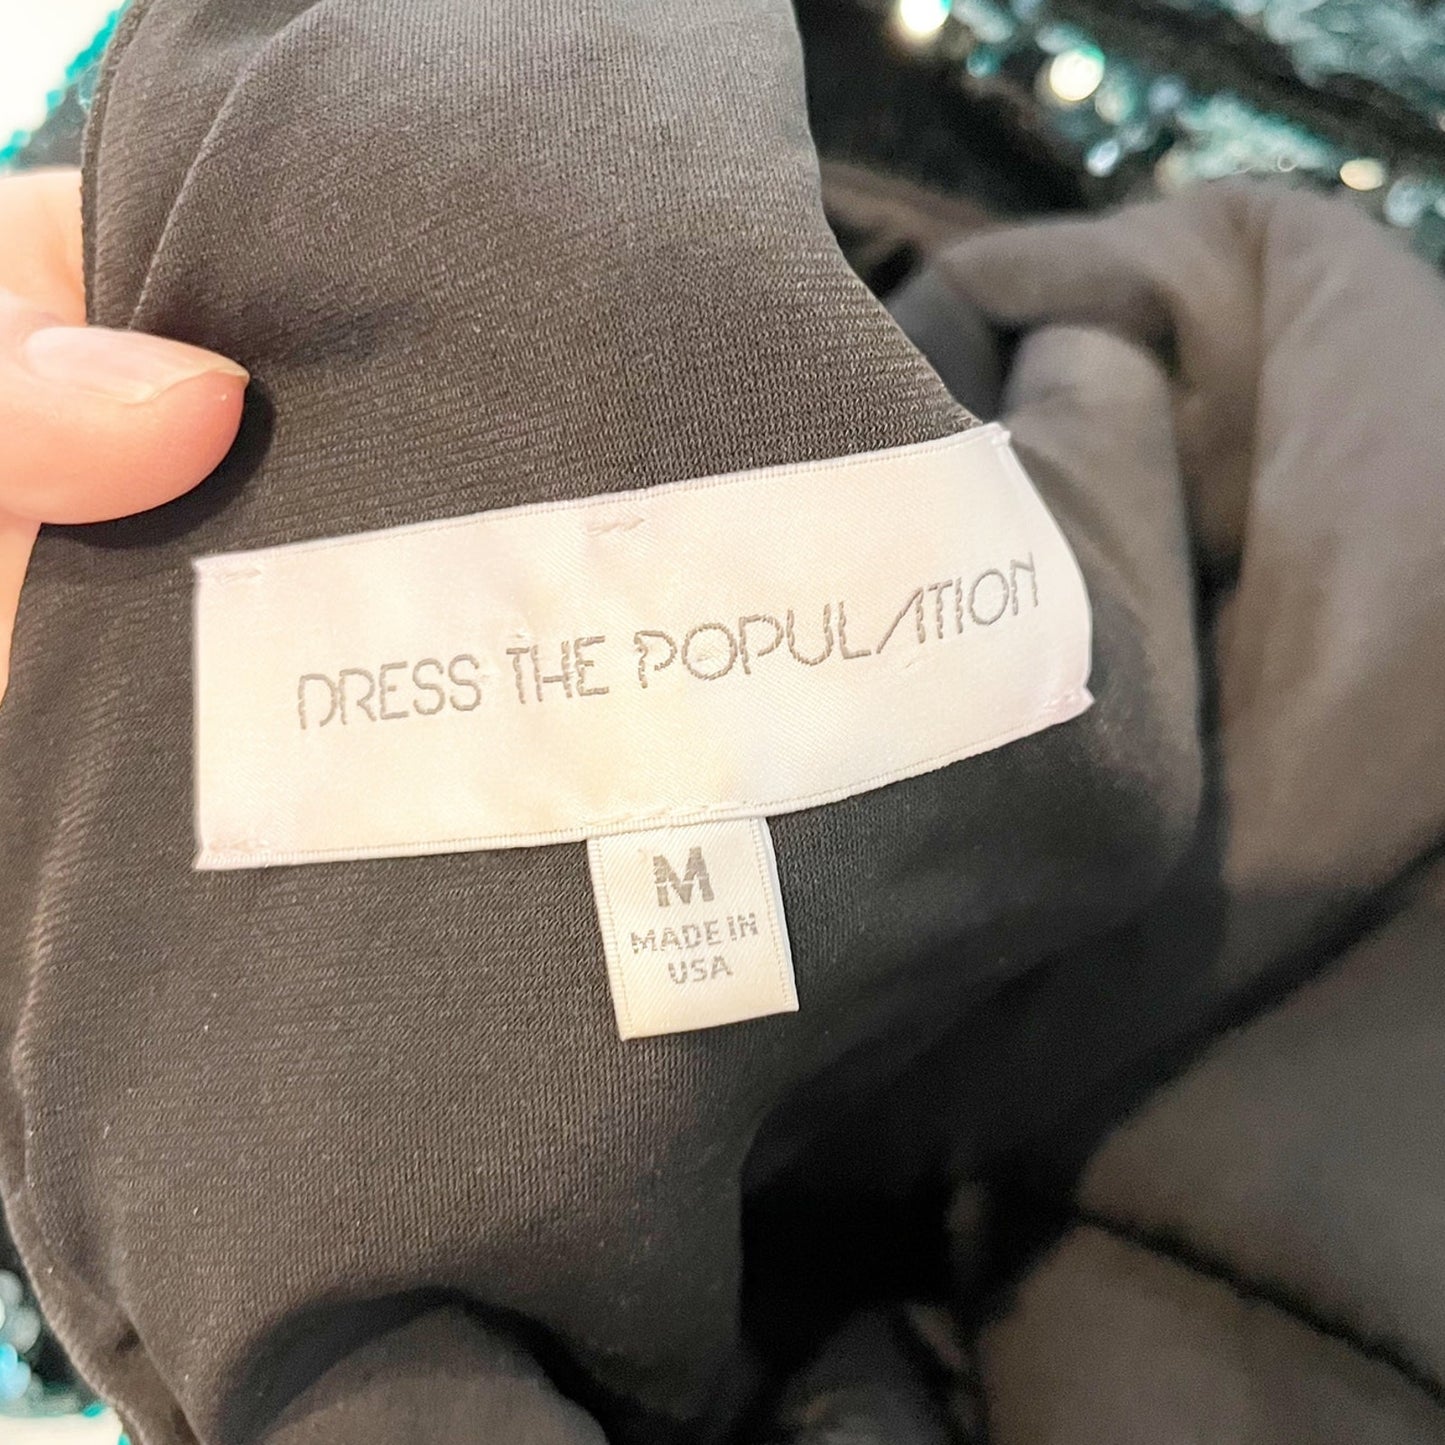 DRESS THE POPULATION
M
MADE IN
USA